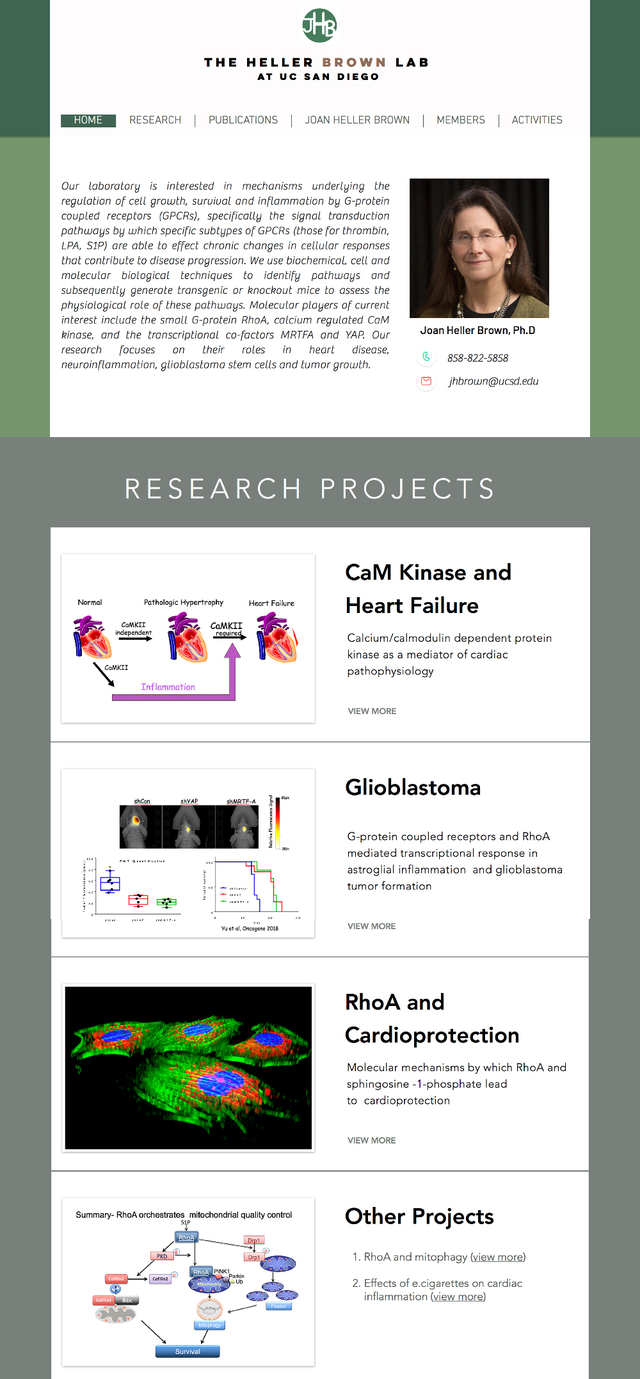 JHB
THE HELLER BROWN LAB
AT UC SAN DIEGO
HOME
RESEARCH
PUBLICATIONS
JOAN HELLER BROWN
MEMBERS
ACTIVITIES
Our laboratory is interested in mechanisms underlying the
regulation of cell growth, survival and inflammation by G-protein
coupled receptors (GPCRs), specifically the signal transduction
pathways by which specific subtypes of GPCRs (those for thrombin,
LPA, S1P) are able to effect chronic changes in cellular responses
that contribute to disease progression. We use biochemical, cell and
molecular biological techniques to identify pathways and
subsequently generate transgenic or knockout mice to assess the
physiological role of these pathways. Molecular players of current
interest include the small G-protein RhoA, calcium regulated CaM
kinase, and the transcriptional co-factors MRTFA and YAP. Our
research focuses on their roles in heart disease,
neuroinflammation, glioblastoma stem cells and tumor growth.
Joan Heller Brown, Ph.D
858-822-5858
jhbrown@ucsd.edu
RESEARCH PROJECTS
Normal
Pathologic Hypertrophy
Heart Failure
CaMKII
independent
CaMKII
required
CaMKII
Inflammation
CaM Kinase and
Heart Failure
Calcium/calmodulin dependent protein
kinase as a mediator of cardiac
pathophysiology
VIEW MORE
shCon
shYAP
shMRTF-A
Yu et al, Oncogene 2018
Glioblastoma
G-protein coupled receptors and RhoA
mediated transcriptional response in
astroglial inflammation and glioblastoma
tumor formation
VIEW MORE
RhoA and
Cardioprotection
Molecular mechanisms by which RhoA and
sphingosine -1-phosphate lead
to cardioprotection
VIEW MORE
Summary- RhoA orchestrates mitochondrial quality control
S1P
RhoA
Drp1
PKD
Drp1
RhoA
PINK1
Parkin
Ub
Cofilin2
Cofilin2
Bax
Mitophagy
Fission
Survival
Other Projects
1. RhoA and mitophagy (view more)
2. Effects of e.cigarettes on cardiac
inflammation (view more)